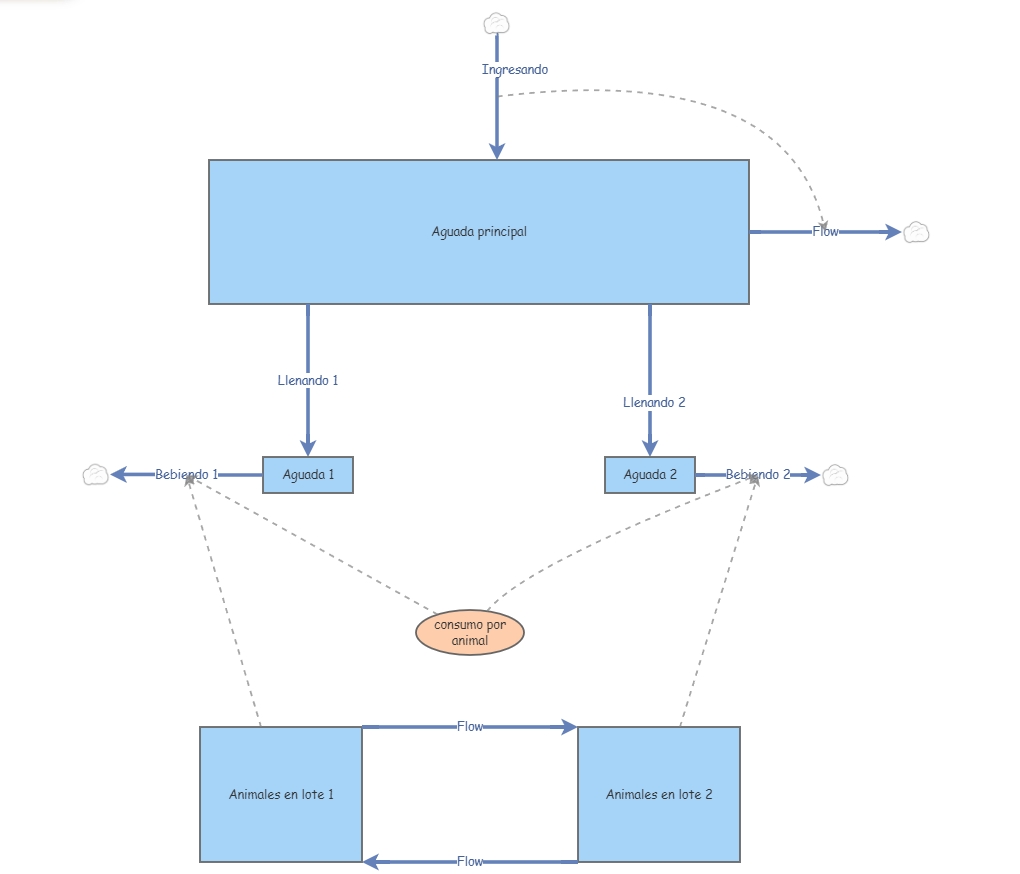 Ingresando
Aguada principal
Flow
Llenando 1
Llenando 2
Bebiendo 1
Aguada 1
Aguada 2
Bebiendo 2
consumo por
animal
Flow
Animales en lote 1
Animales en lote 2
Flow